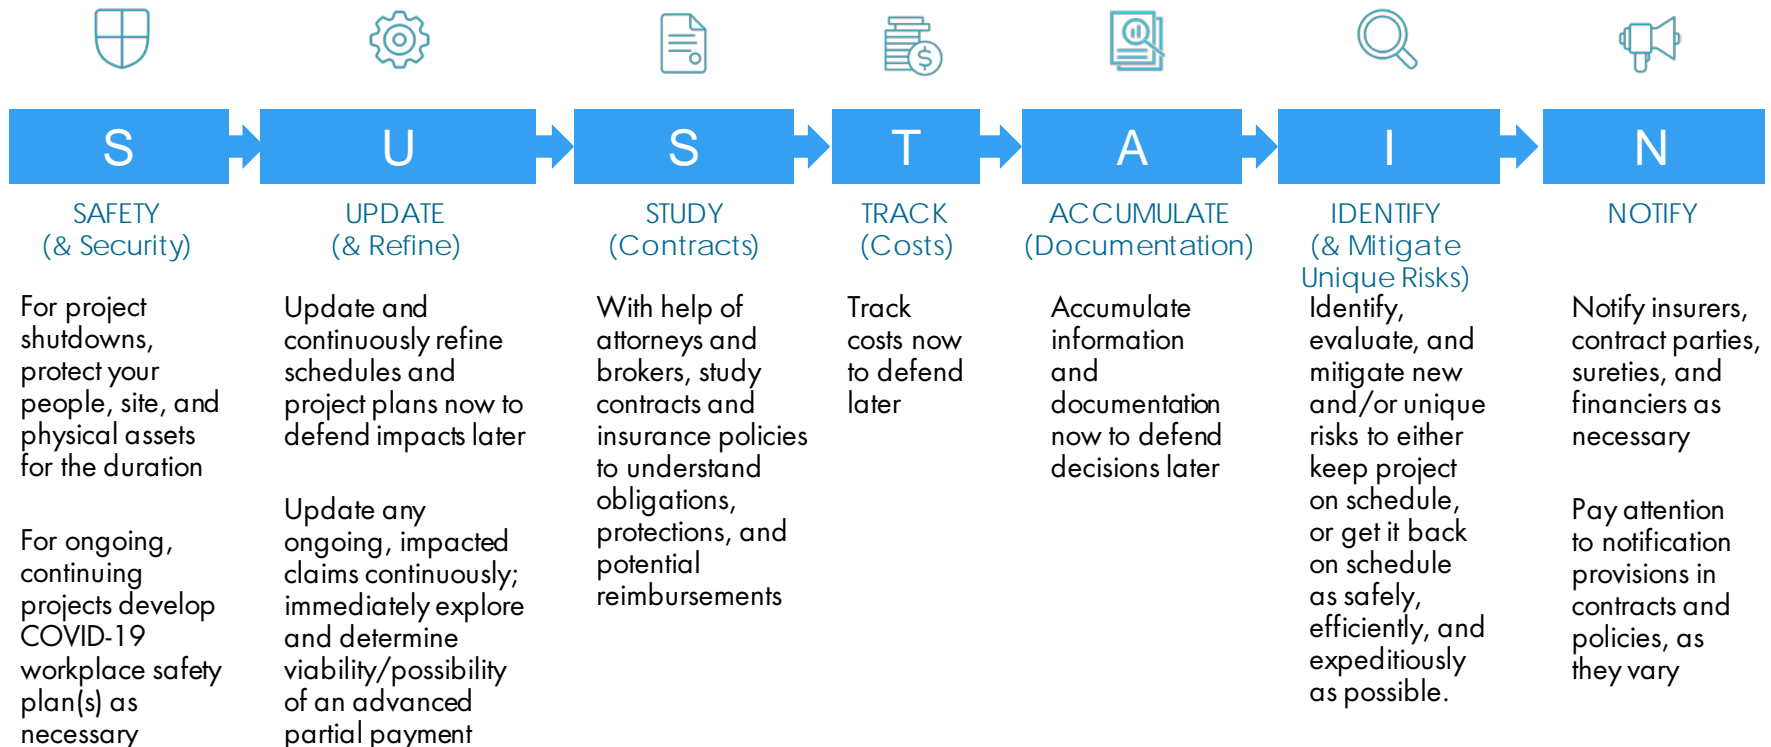 S
U
S
T
A
I
N
SAFETY
(& Security)
UPDATE
(& Refine)
STUDY
(Contracts)
TRACK
(Costs)
ACCUMULATE
(Documentation)
IDENTIFY
(& Mitigate
Unique Risks)
NOTIFY
For project
shutdowns,
protect your
people, site, and
physical assets
for the duration
For ongoing,
continuing
projects develop
COVID-19
workplace safety
plan(s) as
necessary
Update and
continuously refine
schedules and
project plans now to
defend impacts later
Update any
ongoing, impacted
claims continuously;
immediately explore
and determine
viability/possibility
of an advanced
partial payment
With help of
attorneys and
brokers, study
contracts and
insurance policies
to understand
obligations,
protections, and
potential
reimbursements
Track
costs now
to defend
later
Accumulate
information
and
documentation
now to defend
decisions later
Identify,
evaluate, and
mitigate new
and/or unique
risks to either
keep project
on schedule,
or get it back
on schedule
as safely,
efficiently, and
expeditiously
as possible.
Notify insurers,
contract parties,
sureties, and
financiers as
necessary
Pay attention
to notification
provisions in
contracts and
policies, as
they vary